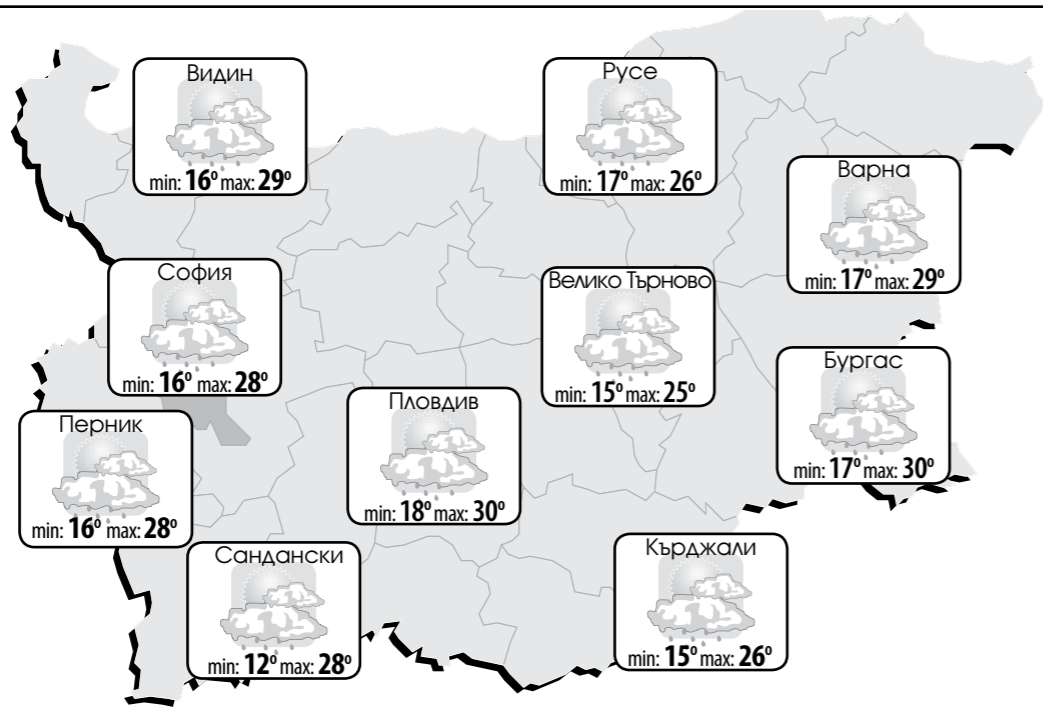 Видин
min: 16° max: 29°
Русе
min: 17° max: 26°
Варна
min: 17° max: 29°
София
min: 16° max: 28°
Велико Търново
min: 15° max: 25°
Бургас
min: 17° max: 30°
Пловдив
min: 18° max: 30°
Перник
min: 16° max: 28°
Сандански
min: 12° max: 28°
Кърджали
min: 15° max: 26°